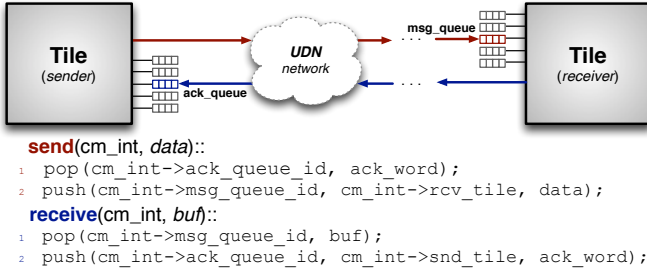 Tile
(sender)
ack_queue
UDN
network
. . .
msg_queue
. . .
Tile
(receiver)
send(cm_int, data)::
1 pop(cm_int->ack_queue_id, ack_word);
2 push(cm_int->msg_queue_id, cm_int->rcv_tile, data);
receive(cm_int, buf)::
1 pop(cm_int->msg_queue_id, buf);
2 push(cm_int->ack_queue_id, cm_int->snd_tile, ack_word);